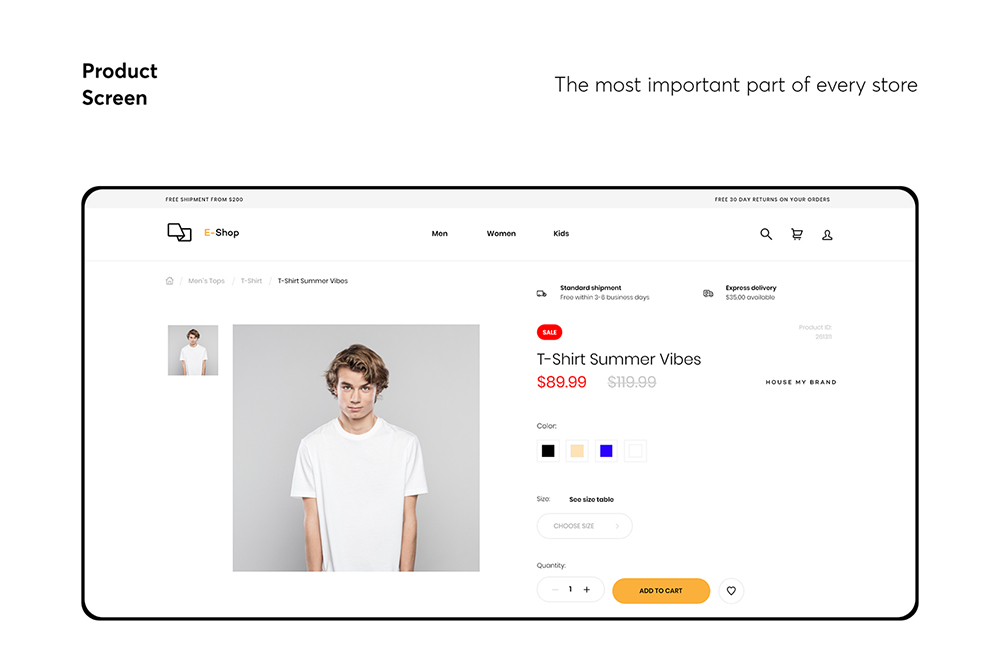 Product
Screen
The most important part of every store
FREE SHIPMENT FROM $200
FREE 30 DAY RETURNS ON YOUR ORDERS
E-Shop
Men
Women
Kids
/ Men's Tops / T-Shirt / T-Shirt Summer Vibes
Standard shipment
Free within 3-6 business days
Express delivery
$35,00 available
SALE
Product ID:
T-Shirt Summer Vibes
$89.99 $119.99
HOUSE MY BRAND
Color:
Size:
See size table
CHOOSE SIZE
Quantity:
1
ADD TO CART